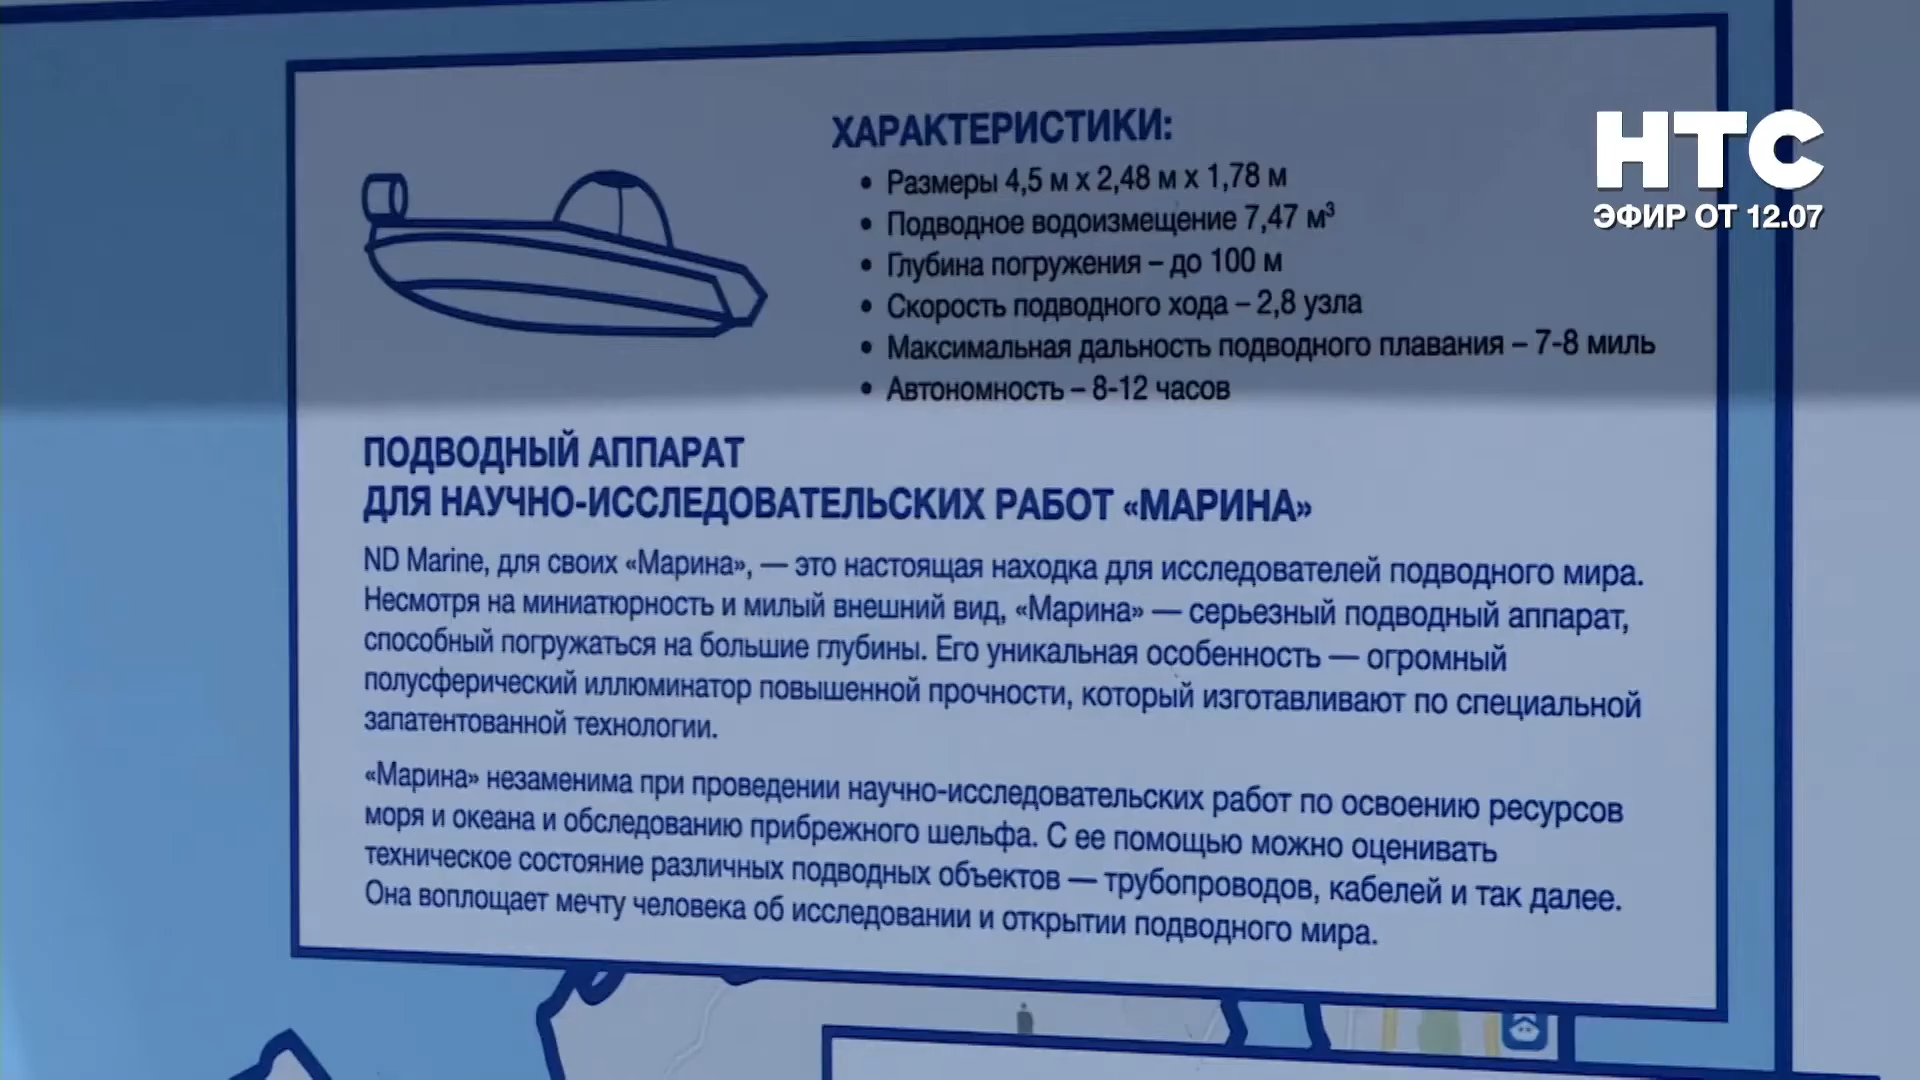 ХАРАКТЕРИСТИКИ:
• Размеры 4,5 м х 2,48 м х 1,78 м
• Подводное водоизмещение 7,47 м³
• Глубина погружения – до 100 м
• Скорость подводного хода – 2,8 узла
• Максимальная дальность подводного плавания – 7-8 миль
• Автономность – 8-12 часов
НТС
ЭФИР ОТ 12.07
ПОДВОДНЫЙ АППАРАТ
ДЛЯ НАУЧНО-ИССЛЕДОВАТЕЛЬСКИХ РАБОТ «МАРИНА»
ND Marine, для своих «Марина», — это настоящая находка для исследователей подводного мира.
Несмотря на миниатюрность и милый внешний вид, «Марина» — серьезный подводный аппарат,
способный погружаться на большие глубины. Его уникальная особенность — огромный
полусферический иллюминатор повышенной прочности, который изготавливают по специальной
запатентованной технологии.
«Марина» незаменима при проведении научно-исследовательских работ по освоению ресурсов
моря и океана и обследованию прибрежного шельфа. С ее помощью можно оценивать
техническое состояние различных подводных объектов — трубопроводов, кабелей и так далее.
Она воплощает мечту человека об исследовании и открытии подводного мира.